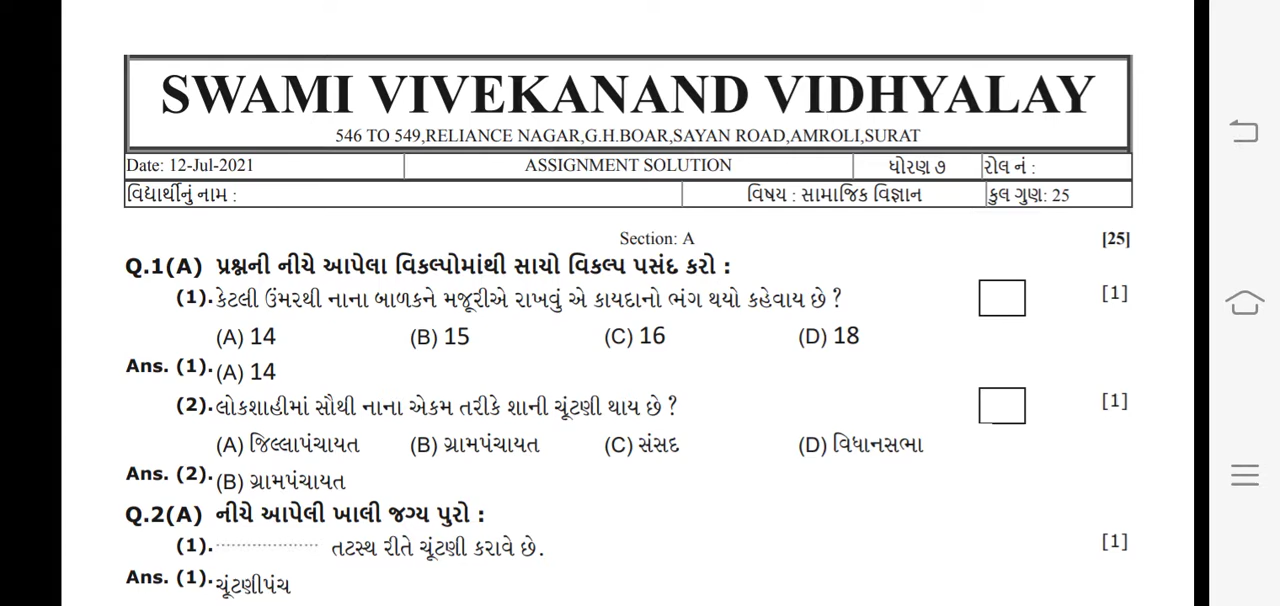 SWAMI VIVEKANAND VIDHYALAY
546 TO 549,RELIANCE NAGAR,G.H.BOAR,SAYAN ROAD,AMROLI,SURAT
Date: 12-Jul-2021 ASSIGNMENT SOLUTION ધોરણ ૭ રોલ નં :
વિદ્યાર્થીનું નામ : વિષય : સામાજિક વિજ્ઞાન કુલ ગુણ: 25
Section: A [25]
Q.1(A) પ્રશ્નની નીચે આપેલા વિકલ્પોમાંથી સાચો વિકલ્પ પસંદ કરો :
(1). કેટલી ઉંમરથી નાના બાળકને મજૂરીએ રાખવું એ કાયદાનો ભંગ થયો કહેવાય છે ? [1]
(A) 14 (B) 15 (C) 16 (D) 18
Ans. (1). (A) 14
(2). લોકશાહીમાં સૌથી નાના એકમ તરીકે શાની ચૂંટણી થાય છે ? [1]
(A) જિલ્લાપંચાયત (B) ગ્રામપંચાયત (C) સંસદ (D) વિધાનસભા
Ans. (2). (B) ગ્રામપંચાયત
Q.2(A) નીચે આપેલી ખાલી જગ્ય પુરો :
(1). .................... તટસ્થ રીતે ચૂંટણી કરાવે છે. [1]
Ans. (1). ચૂંટણીપંચ